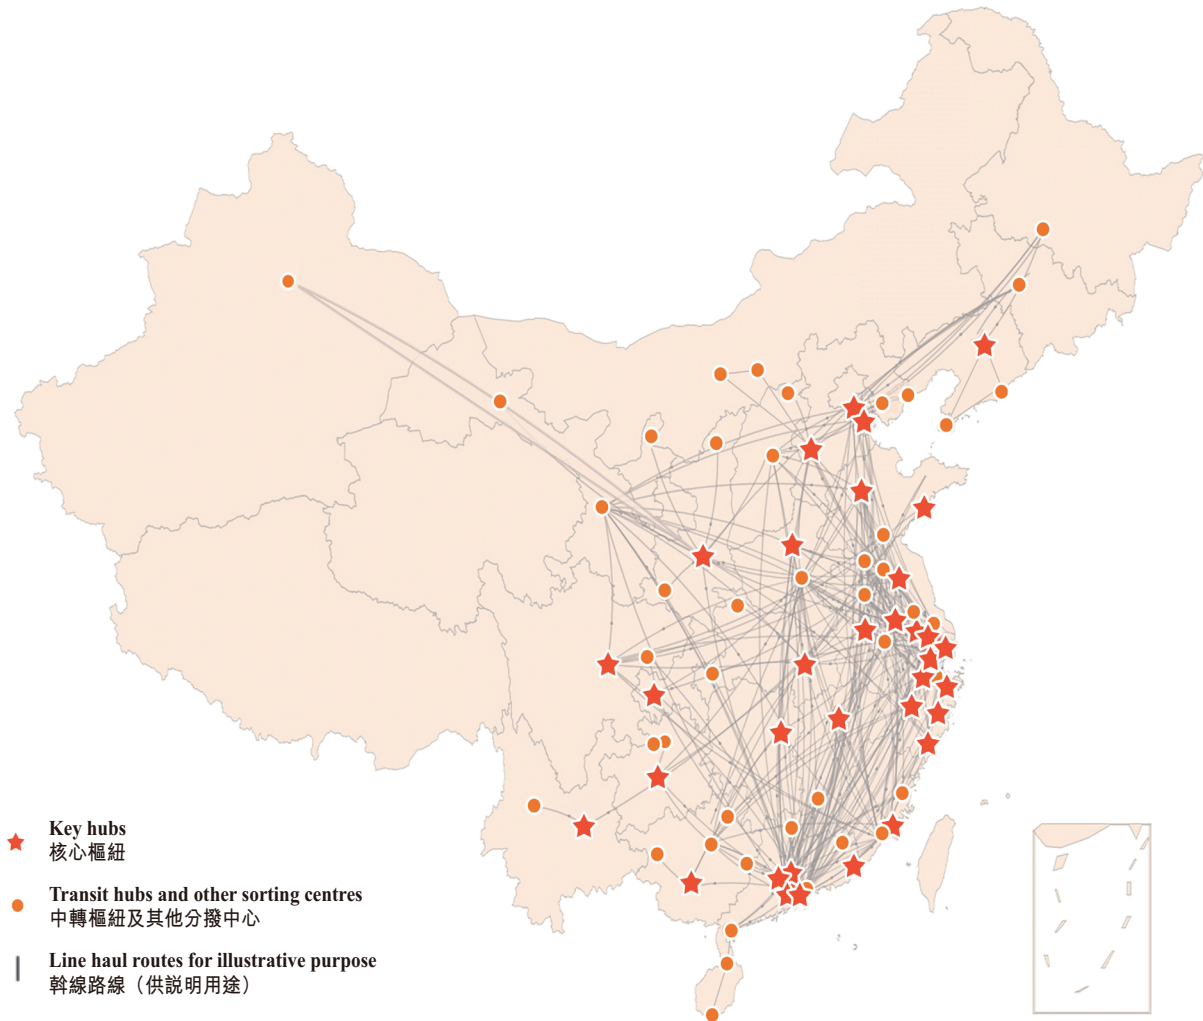 Key hubs
核心樞紐
Transit hubs and other sorting centres
中轉樞紐及其他分撥中心
Line haul routes for illustrative purpose
幹線路線（供説明用途）